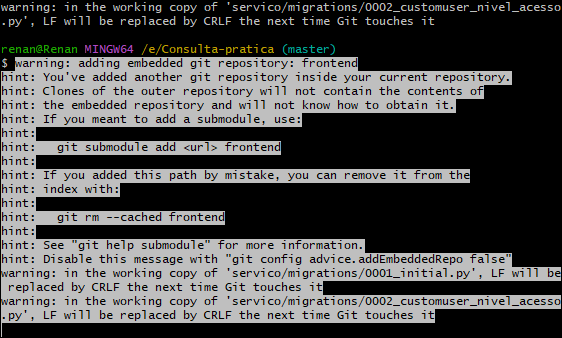 warning: in the working copy of 'servico/migrations/0002_customuser_nivel_acesso
.py', LF will be replaced by CRLF the next time Git touches it
renan@Renan MINGW64 /e/Consulta-pratica (master)
$ warning: adding embedded git repository: frontend
hint: You've added another git repository inside your current repository.
hint: Clones of the outer repository will not contain the contents of
hint: the embedded repository and will not know how to obtain it.
hint: If you meant to add a submodule, use:
hint:
hint:   git submodule add <url> frontend
hint:
hint: If you added this path by mistake, you can remove it from the
hint: index with:
hint:
hint:   git rm --cached frontend
hint:
hint: See "git help submodule" for more information.
hint: Disable this message with "git config advice.addEmbeddedRepo false"
warning: in the working copy of 'servico/migrations/0001_initial.py', LF will be
 replaced by CRLF the next time Git touches it
warning: in the working copy of 'servico/migrations/0002_customuser_nivel_acesso
.py', LF will be replaced by CRLF the next time Git touches it